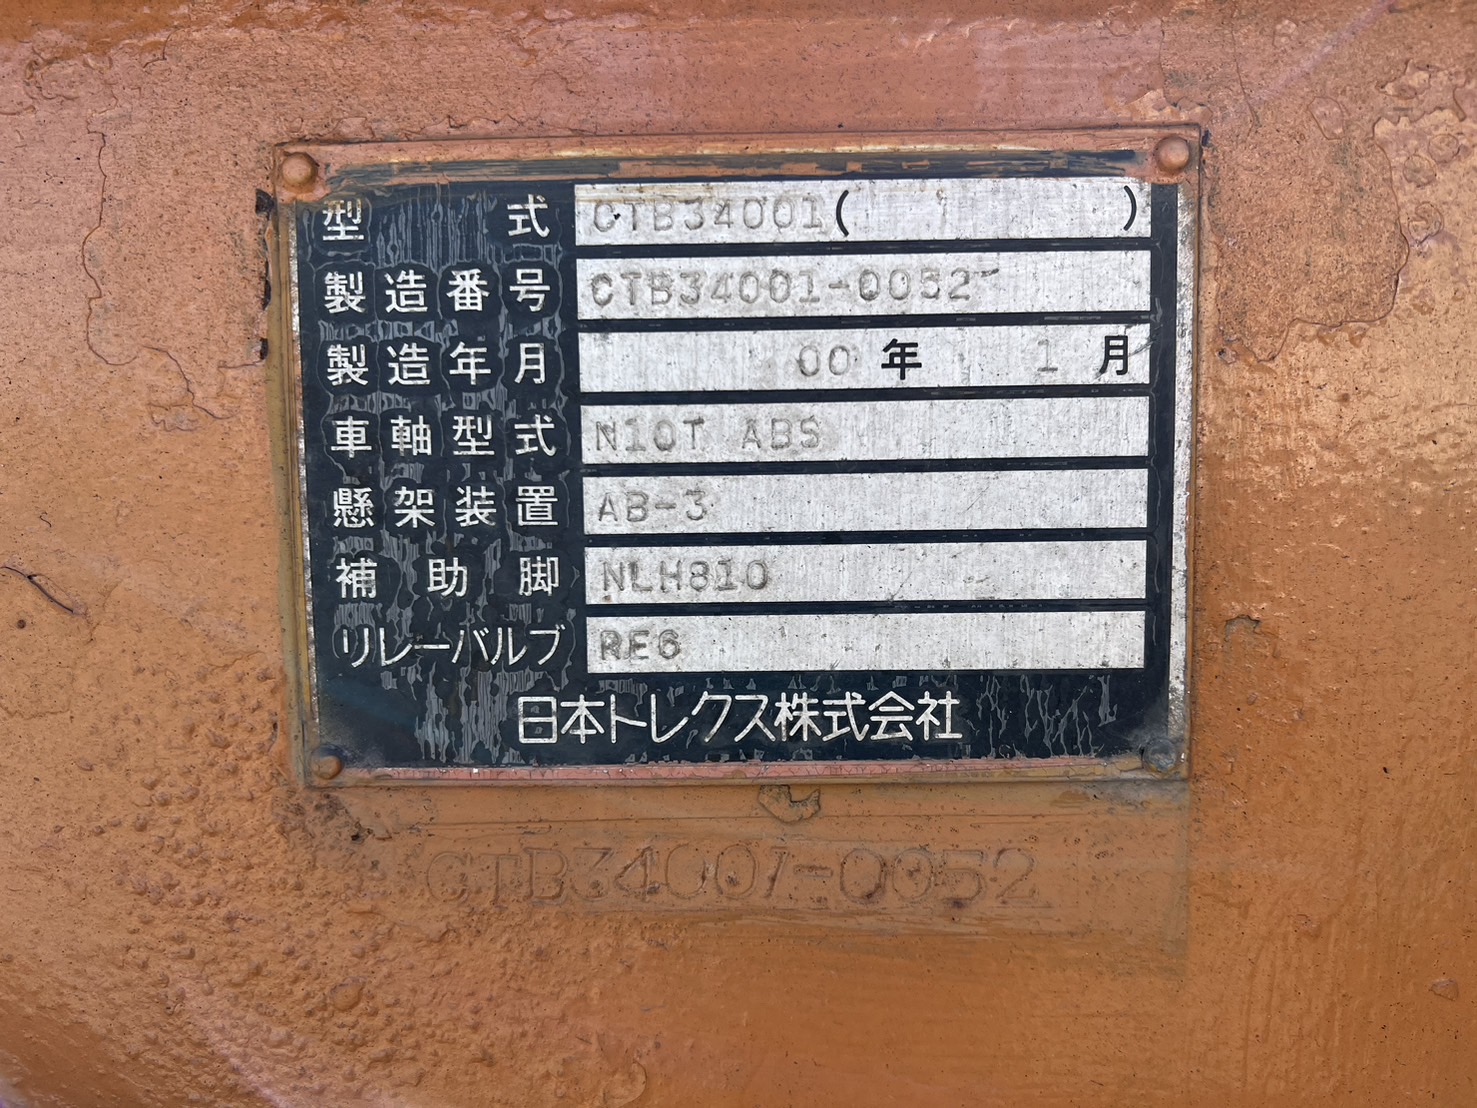 型式 CTB34001( )
製造番号 CTB34001-0052
製造年月 00年 1月
車軸型式 N10T ABS
懸架装置 AB-3
補助脚 NLH810
リレーバルブ RE6
日本トレクス株式会社
CTB34001-0052